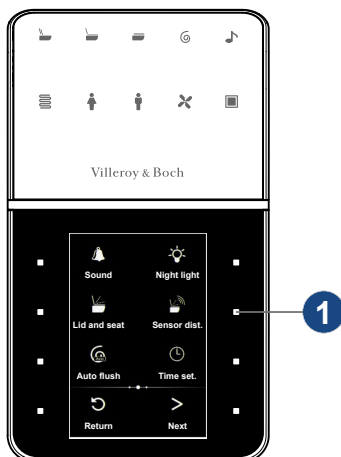 Villeroy & Boch
Sound Night light
Lid and seat Sensor dist.
1
Auto flush Time set.
Return Next